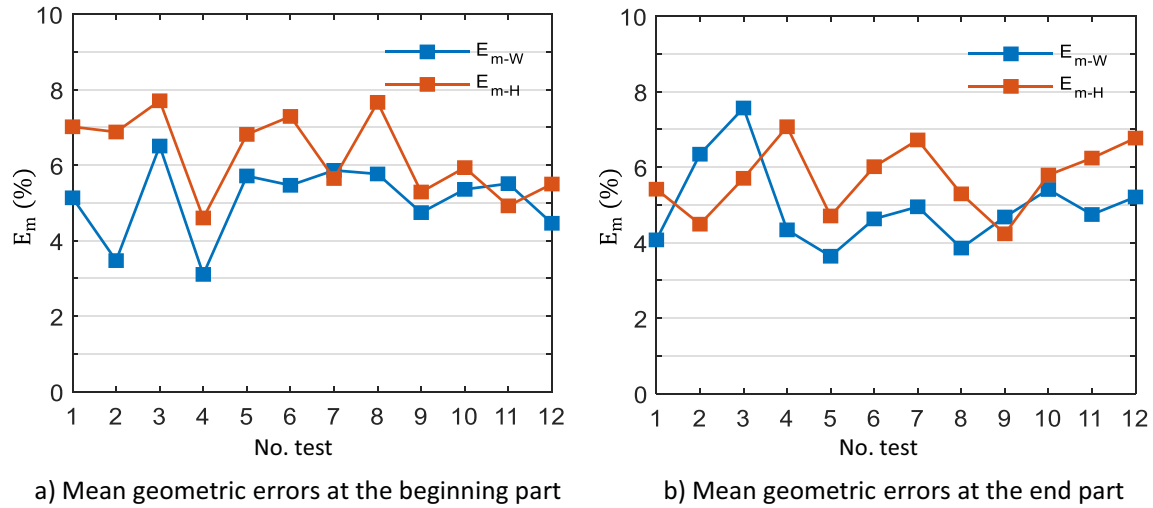 10
8
6
4
2
0
E_m (%)
E_m-W
E_m-H
1 2 3 4 5 6 7 8 9 10 11 12
No. test
a) Mean geometric errors at the beginning part
10
8
6
4
2
0
E_m (%)
E_m-W
E_m-H
1 2 3 4 5 6 7 8 9 10 11 12
No. test
b) Mean geometric errors at the end part